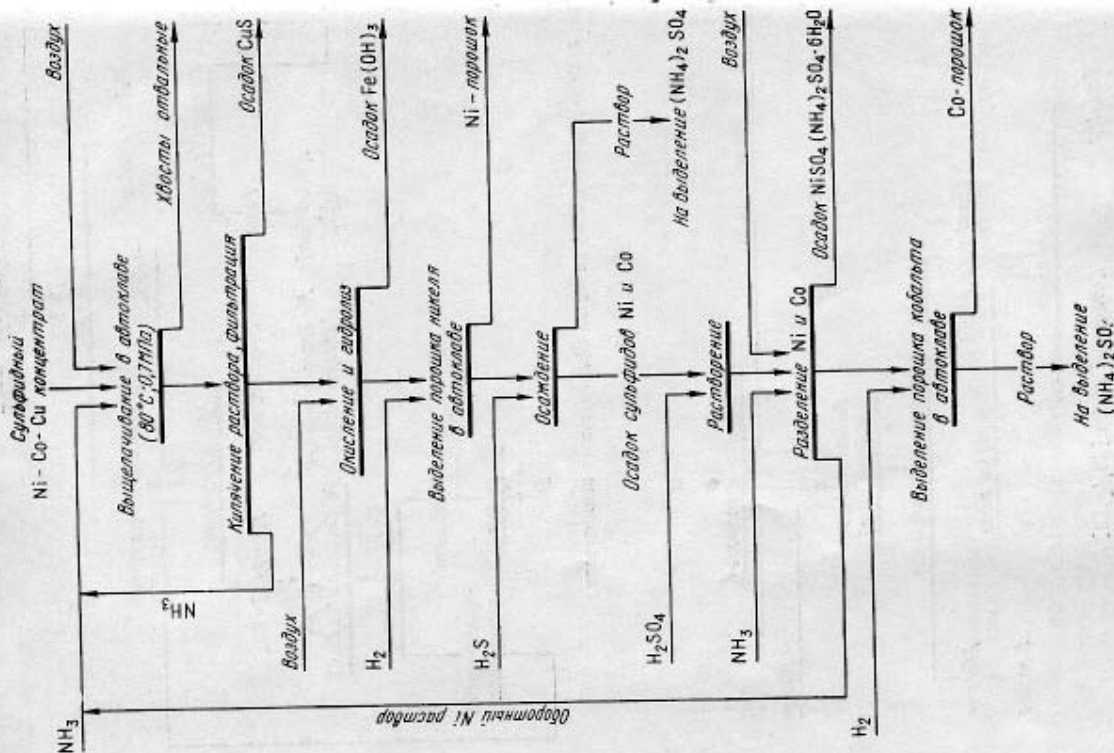 Сульфидный
Ni-Co-Cu концентрат
NH3
Воздух
Выщелачивание в автоклаве
(80°C; 0,7 МПа)
Хвосты отвальные
NH3
Кипячение раствора, фильтрация
Осадок CuS
Воздух
Окисление и гидролиз
Осадок Fe(OH)3
H2
Выделение порошка никеля
в автоклаве
Ni-порошок
H2S
Осаждение
Раствор
На выделение (NH4)2SO4
Осадок сульфидов Ni и Co
H2SO4
Растворение
Воздух
NH3
Разделение Ni и Co
Осадок NiSO4(NH4)2SO4·6H2O
Оборотный Ni раствор
H2
Выделение порошка кобальта
в автоклаве
Co-порошок
Раствор
На выделение
(NH4)2SO4